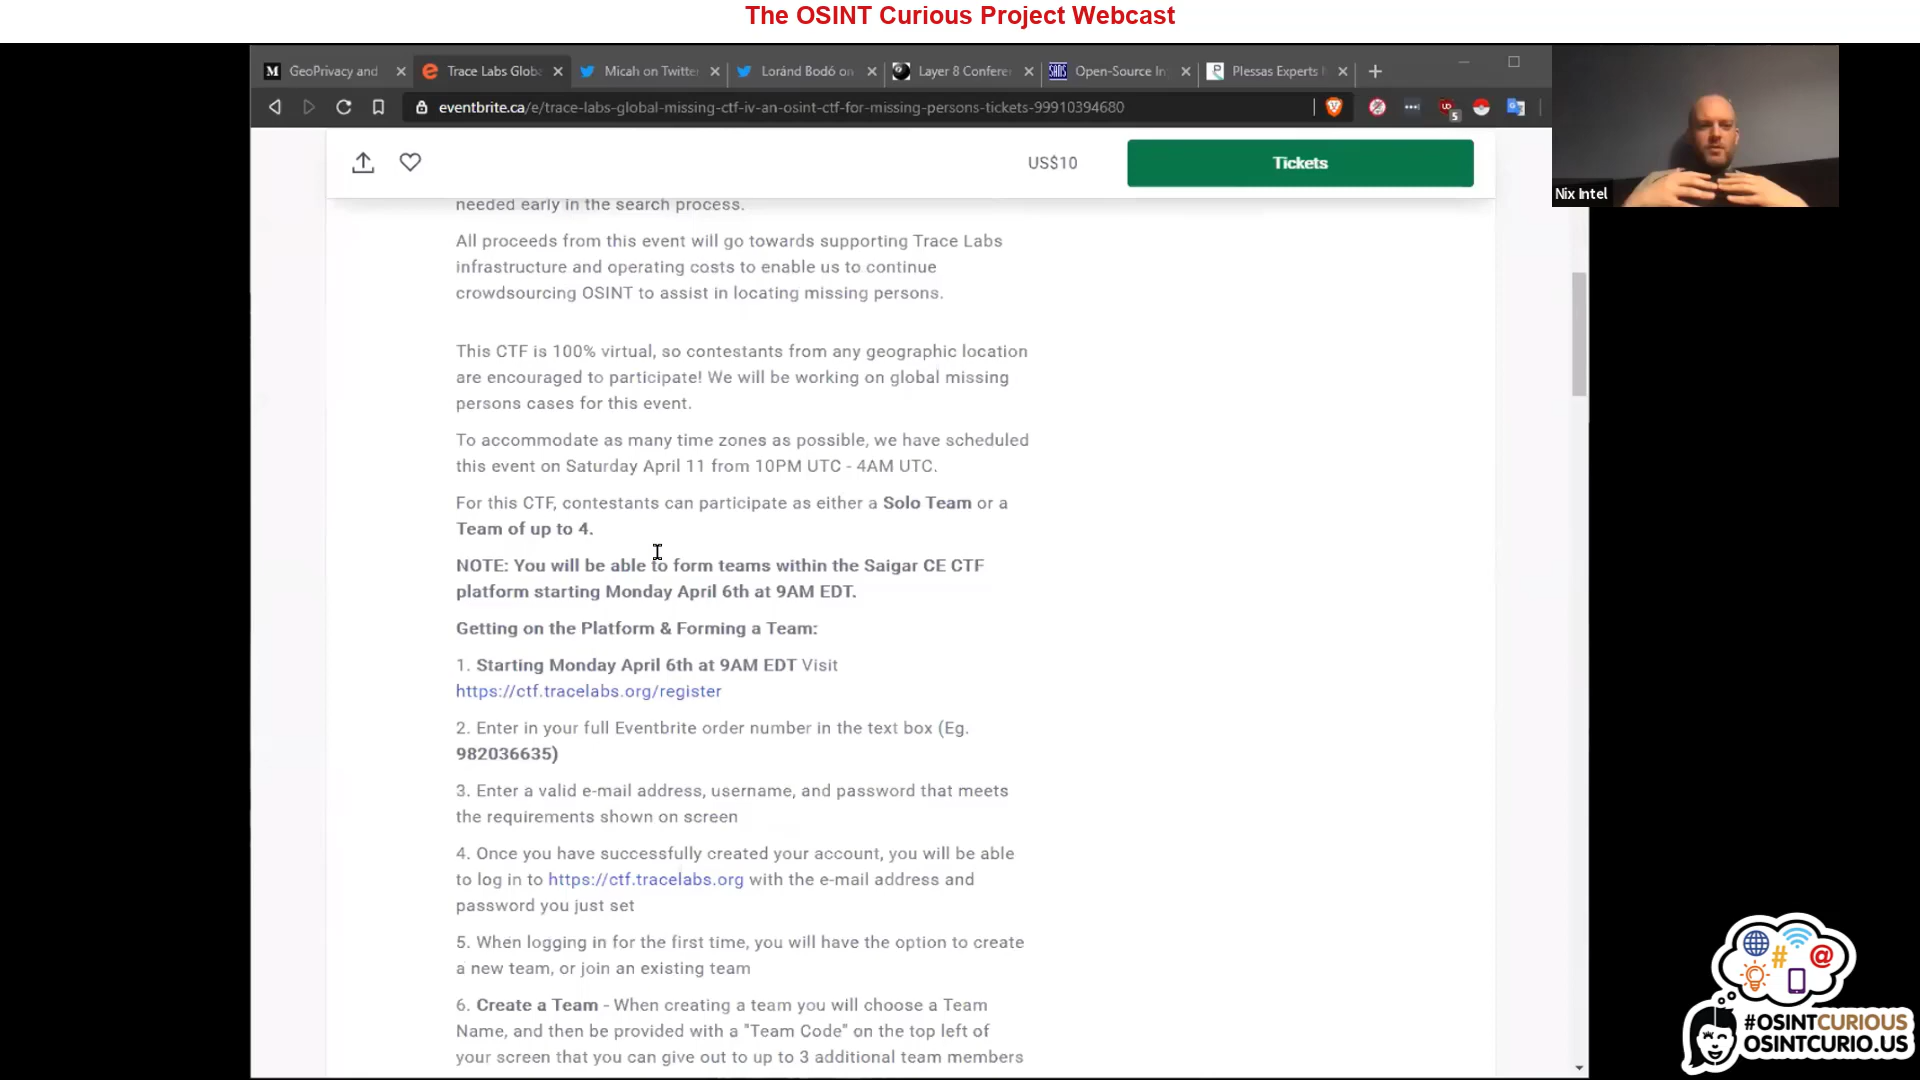 The OSINT Curious Project Webcast
GeoPrivacy and
Trace Labs Globa
Micah on Twitte
Loránd Bodó on
Layer 8 Confere
Open-Source In
Plessas Experts
eventbrite.ca/e/trace-labs-global-missing-ctf-iv-an-osint-ctf-for-missing-persons-tickets-99910394680
5
Nix Intel
US$10
Tickets
needed early in the search process.
All proceeds from this event will go towards supporting Trace Labs
infrastructure and operating costs to enable us to continue
crowdsourcing OSINT to assist in locating missing persons.
This CTF is 100% virtual, so contestants from any geographic location
are encouraged to participate! We will be working on global missing
persons cases for this event.
To accommodate as many time zones as possible, we have scheduled
this event on Saturday April 11 from 10PM UTC - 4AM UTC.
For this CTF, contestants can participate as either a Solo Team or a
Team of up to 4.
NOTE: You will be able to form teams within the Saigar CE CTF
platform starting Monday April 6th at 9AM EDT.
Getting on the Platform & Forming a Team:
1. Starting Monday April 6th at 9AM EDT Visit
https://ctf.tracelabs.org/register
2. Enter in your full Eventbrite order number in the text box (Eg.
982036635)
3. Enter a valid e-mail address, username, and password that meets
the requirements shown on screen
4. Once you have successfully created your account, you will be able
to log in to https://ctf.tracelabs.org with the e-mail address and
password you just set
5. When logging in for the first time, you will have the option to create
a new team, or join an existing team
6. Create a Team - When creating a team you will choose a Team
Name, and then be provided with a "Team Code" on the top left of
your screen that you can give out to up to 3 additional team members
#OSINTCURIOUS
OSINTCURIO.US